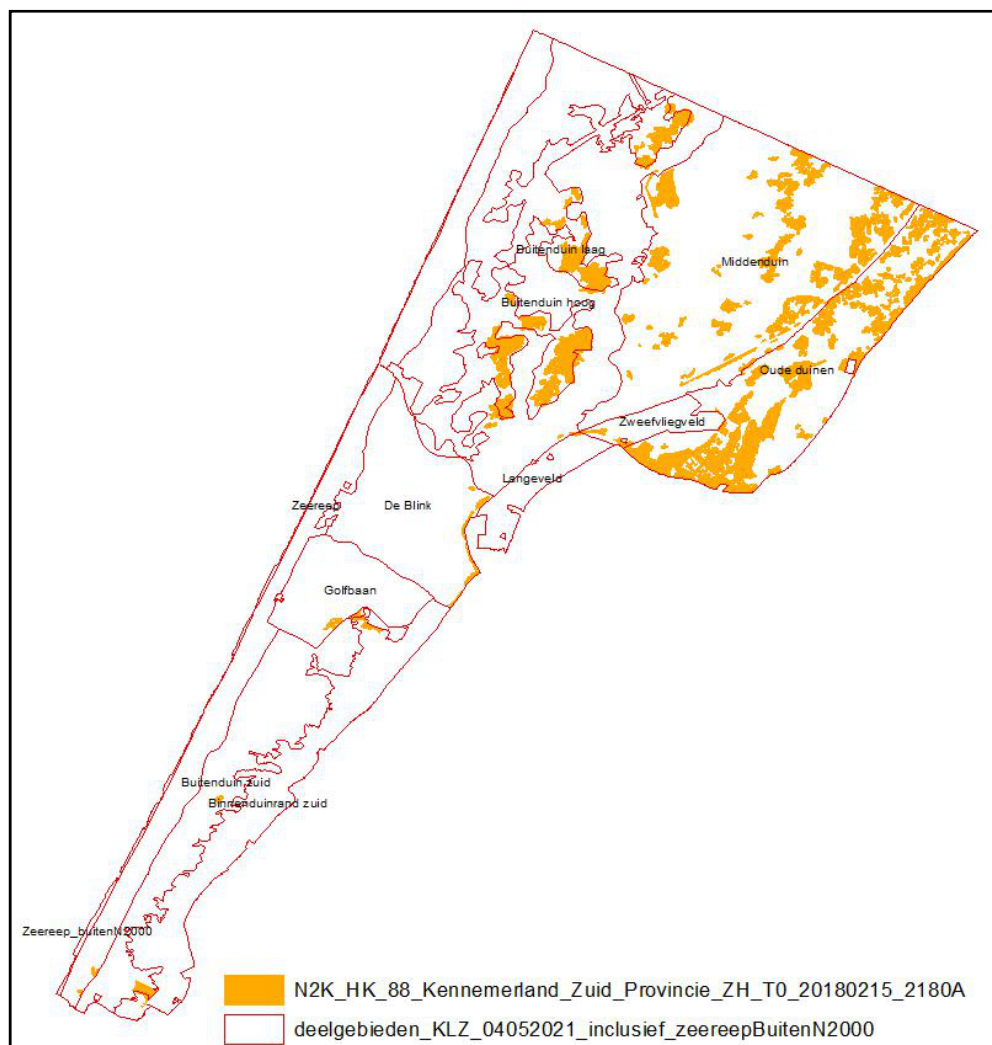 Buitenduin laag
Middenduin
Buitenduin hoog
Oude duinen
Zweefvliegveld
Langeveld
Zeereep
De Blink
Golfbaan
Buitenduin zuid
Binnenduinrand zuid
Zeereep_buitenN2000
N2K_HK_88_Kennemerland_Zuid_Provincie_ZH_T0_20180215_2180A
deelgebieden_KLZ_04052021_inclusief_zeereepBuitenN2000